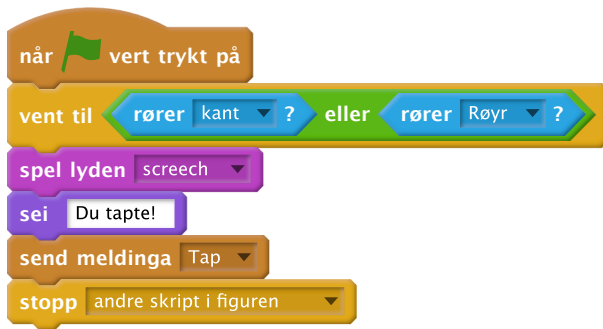 når vert trykt på
vent til rører kant ? eller rører Røyr ?
spel lyden screech
sei Du tapte!
send meldinga Tap
stopp andre skript i figuren